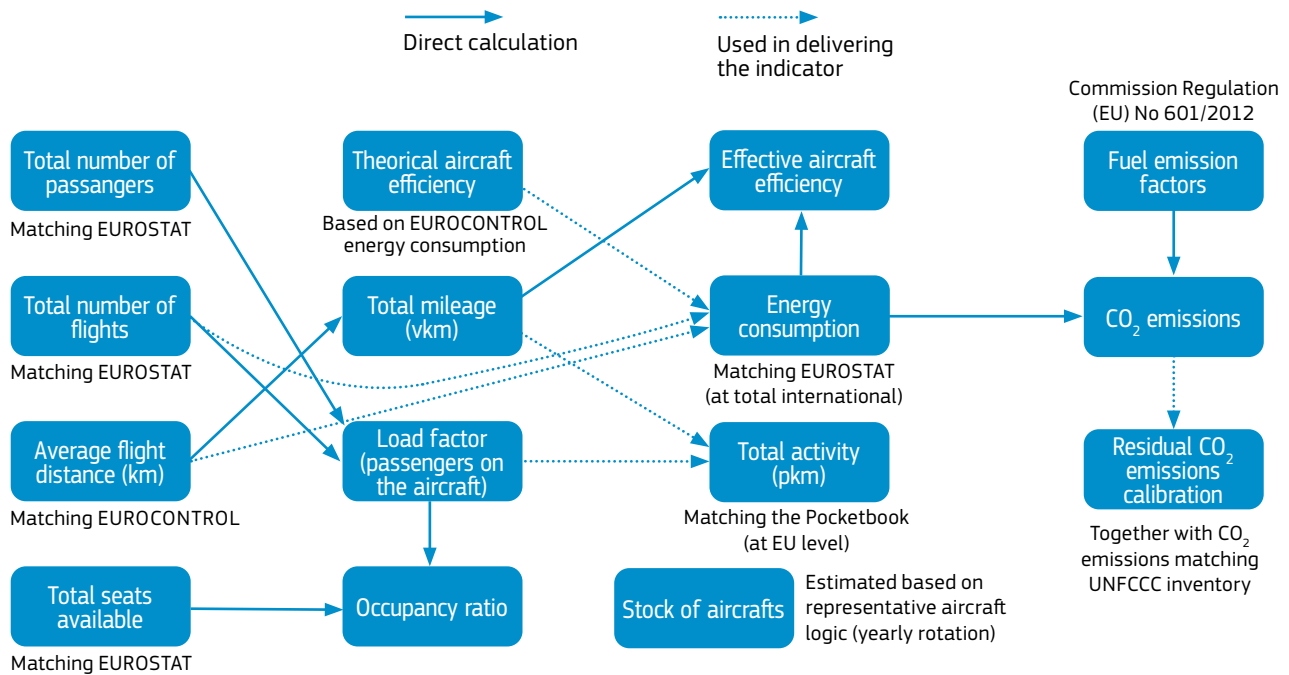 Direct calculation
Used in delivering
the indicator
Commission Regulation
(EU) No 601/2012
Total number of
passangers
Matching EUROSTAT
Theorical aircraft
efficiency
Based on EUROCONTROL
energy consumption
Effective aircraft
efficiency
Fuel emission
factors
Total number of
flights
Matching EUROSTAT
Total mileage
(vkm)
Energy
consumption
Matching EUROSTAT
(at total international)
CO₂ emissions
Average flight
distance (km)
Matching EUROCONTROL
Load factor
(passengers on
the aircraft)
Total activity
(pkm)
Matching the Pocketbook
(at EU level)
Residual CO₂
emissions
calibration
Together with CO₂
emissions matching
UNFCCC inventory
Total seats
available
Matching EUROSTAT
Occupancy ratio
Stock of aircrafts
Estimated based on
representative aircraft
logic (yearly rotation)